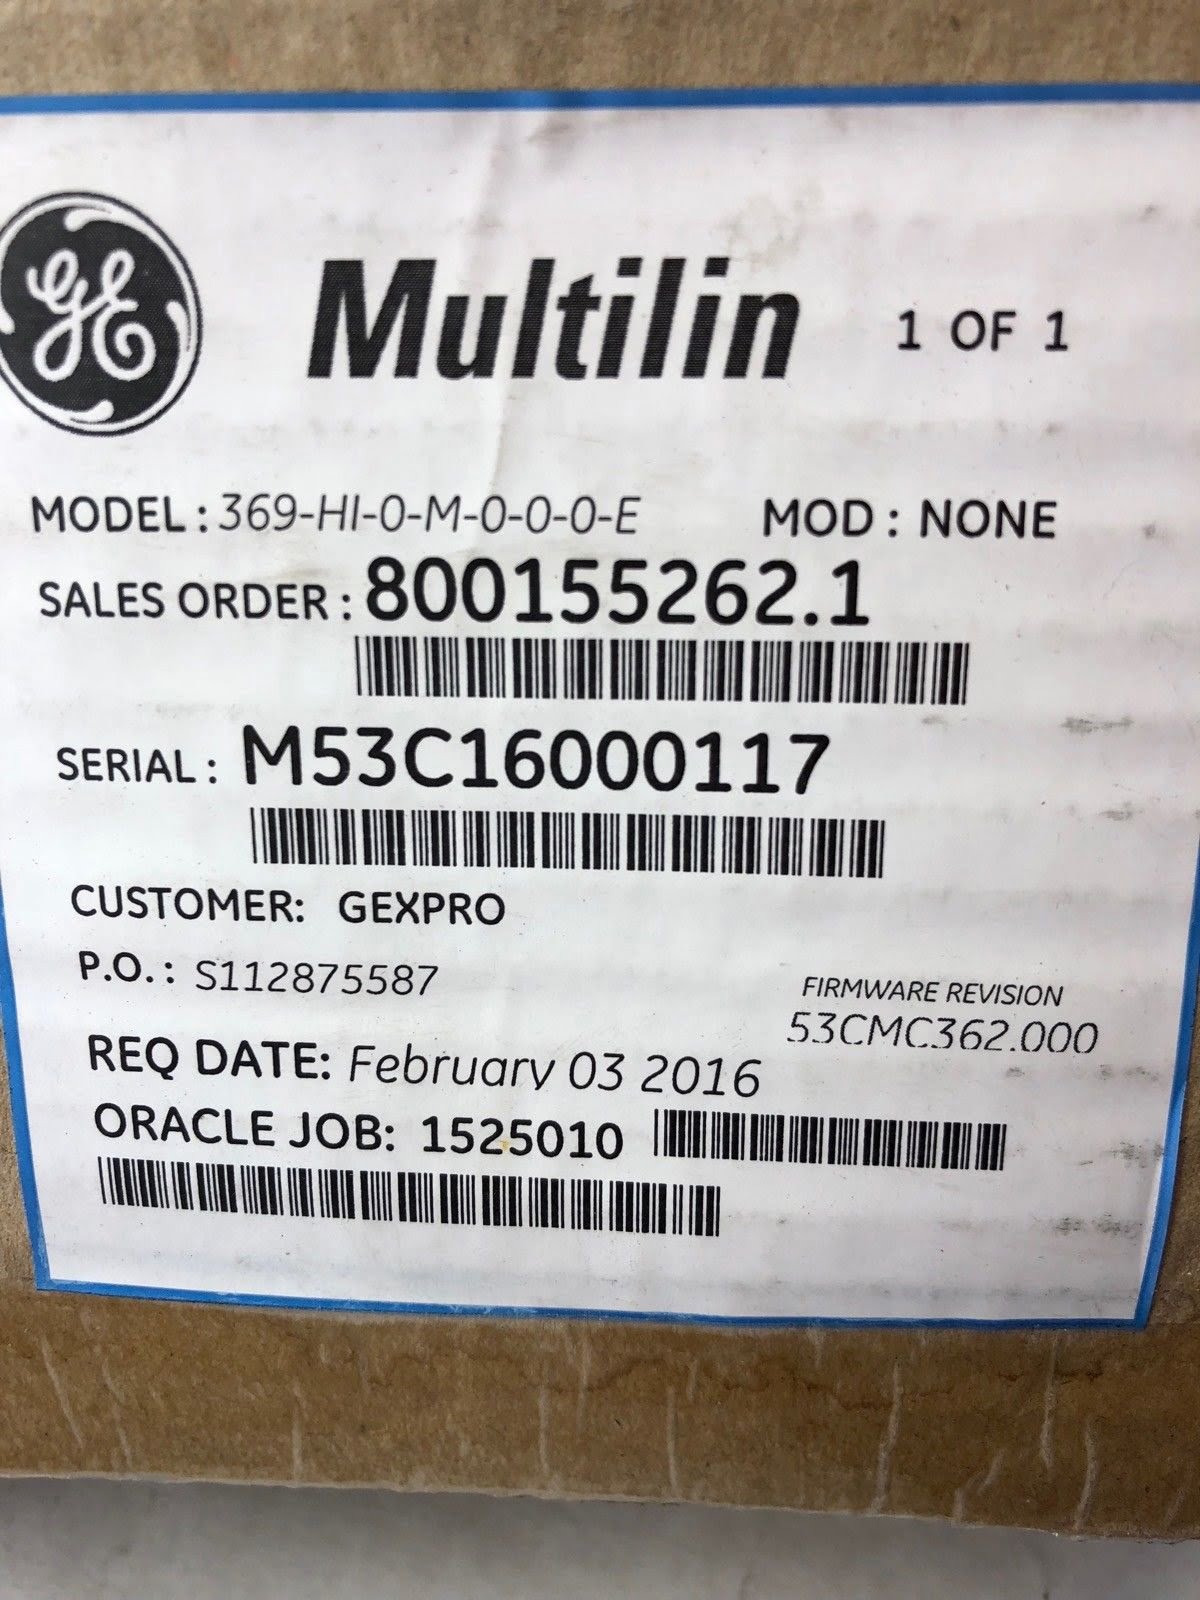 GE
Multilin 1 OF 1
MODEL : 369-HI-0-M-0-0-0-E MOD : NONE
SALES ORDER : 800155262.1
SERIAL : M53C16000117
CUSTOMER: GEXPRO
P.O. : S112875587
FIRMWARE REVISION
53CMC362.000
REQ DATE: February 03 2016
ORACLE JOB: 1525010